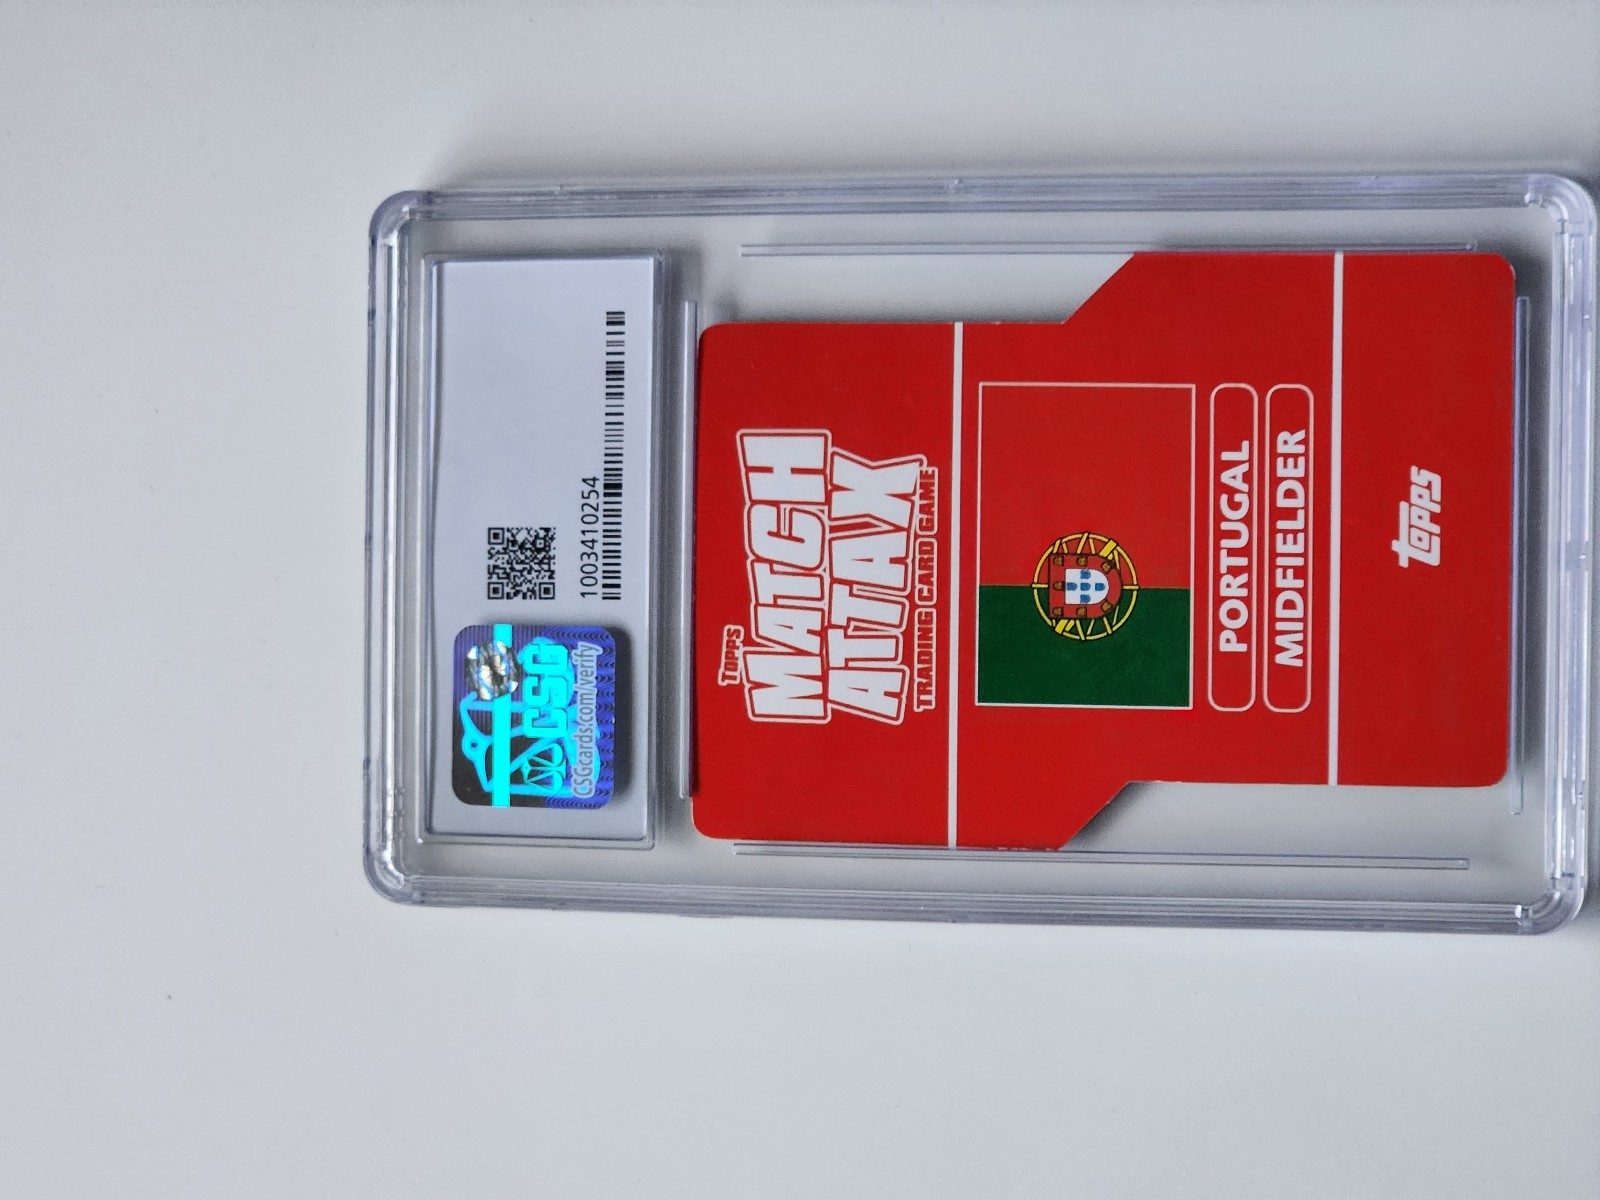 CSG
CSGcards.com/verify
1003410254
TOPPS
MATCH
ATTAX
TRADING CARD GAME
PORTUGAL
MIDFIELDER
TOPPS